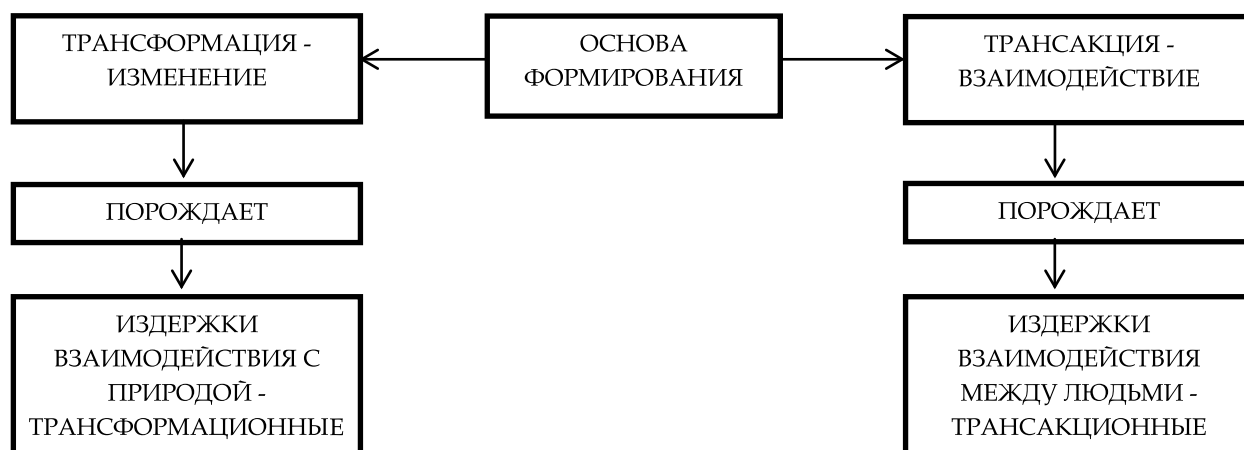 ТРАНСФОРМАЦИЯ -
ИЗМЕНЕНИЕ
ОСНОВА
ФОРМИРОВАНИЯ
ТРАНСАКЦИЯ -
ВЗАИМОДЕЙСТВИЕ
ПОРОЖДАЕТ
ПОРОЖДАЕТ
ИЗДЕРЖКИ
ВЗАИМОДЕЙСТВИЯ С
ПРИРОДОЙ -
ТРАНСФОРМАЦИОННЫЕ
ИЗДЕРЖКИ
ВЗАИМОДЕЙСТВИЯ
МЕЖДУ ЛЮДЬМИ -
ТРАНСАКЦИОННЫЕ